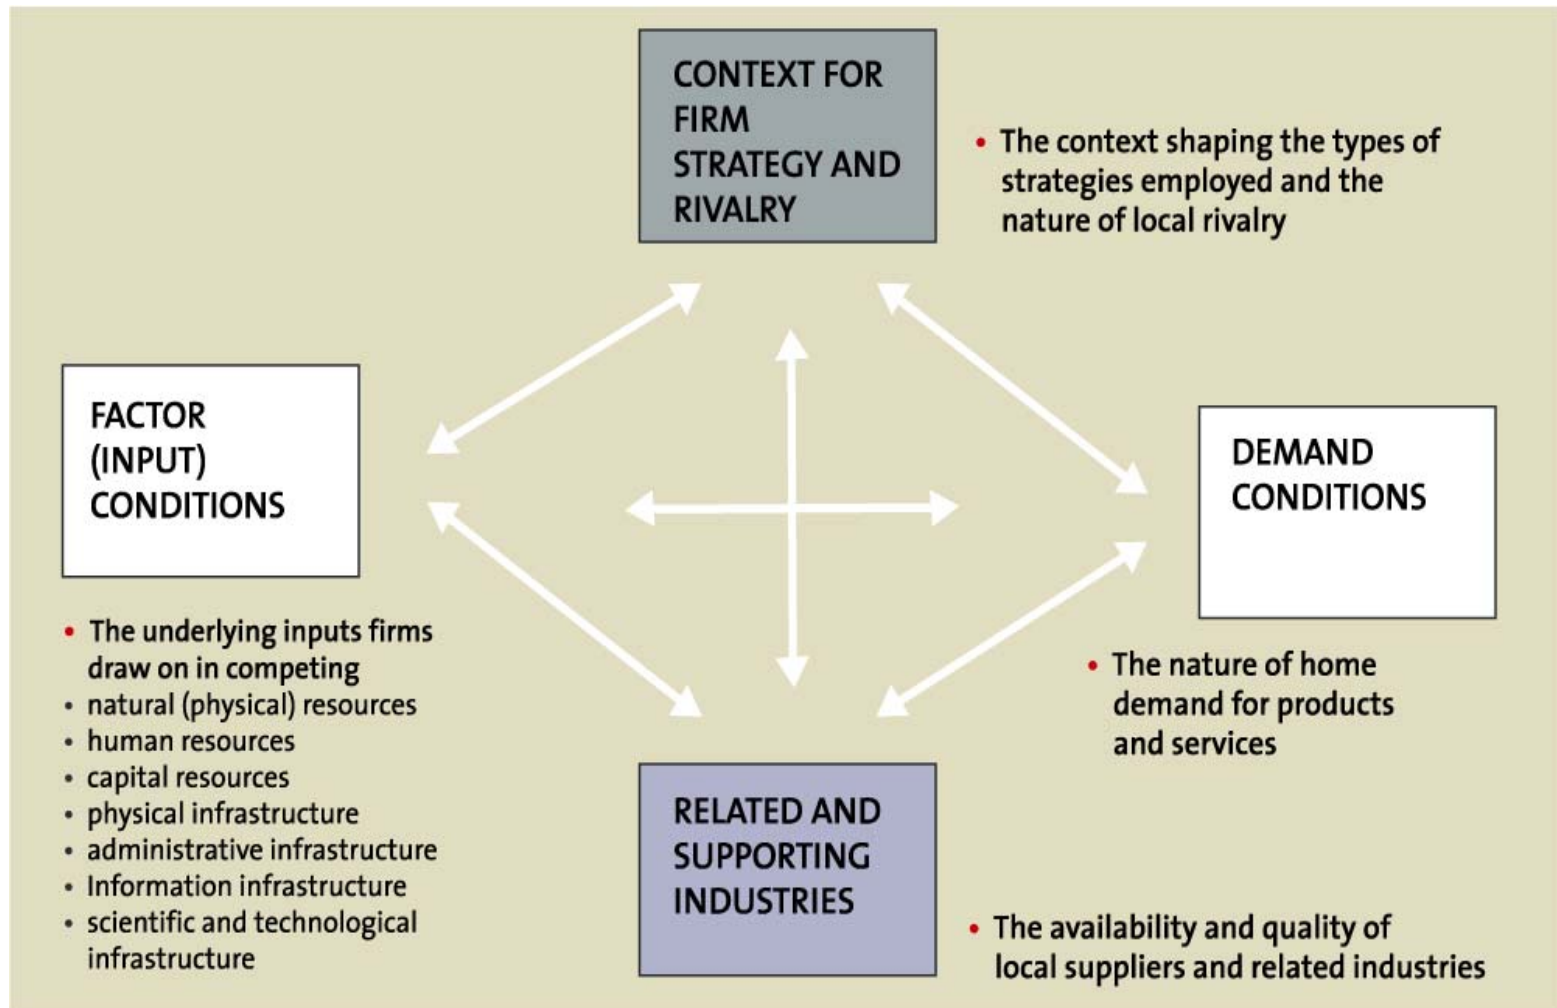 CONTEXT FOR
FIRM
STRATEGY AND
RIVALRY
• The context shaping the types of
strategies employed and the
nature of local rivalry
FACTOR
(INPUT)
CONDITIONS
• The underlying inputs firms
draw on in competing
• natural (physical) resources
• human resources
• capital resources
• physical infrastructure
• administrative infrastructure
• Information infrastructure
• scientific and technological
infrastructure
DEMAND
CONDITIONS
• The nature of home
demand for products
and services
RELATED AND
SUPPORTING
INDUSTRIES
• The availability and quality of
local suppliers and related industries